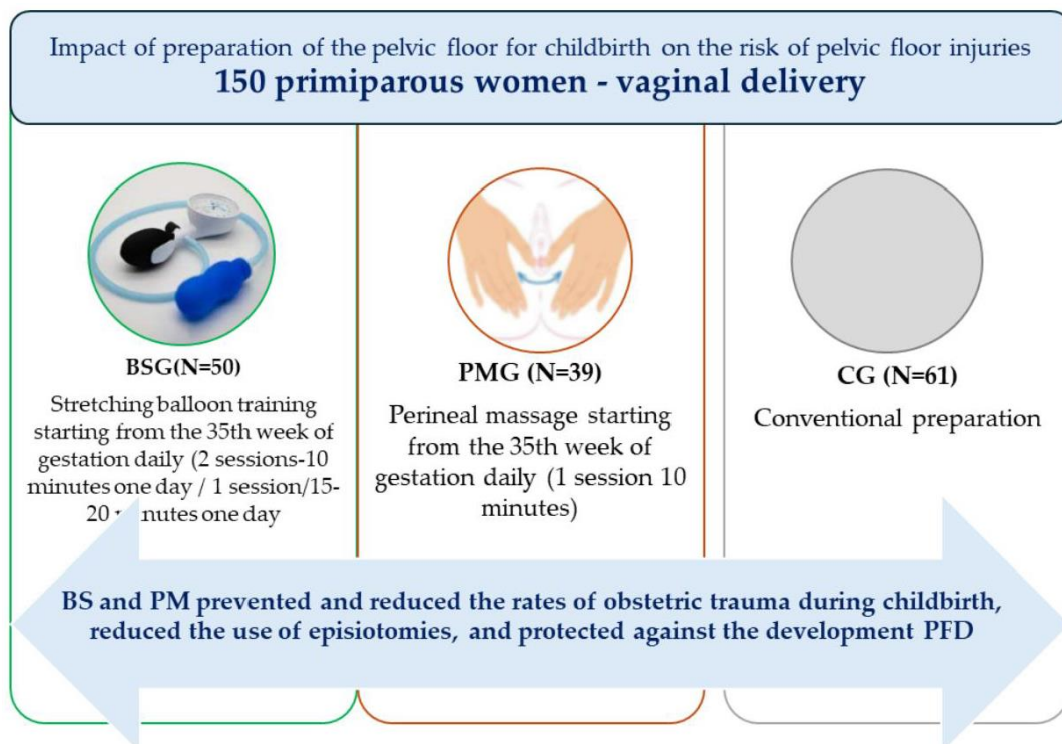 Impact of preparation of the pelvic floor for childbirth on the risk of pelvic floor injuries
150 primiparous women - vaginal delivery
BSG(N=50)
Stretching balloon training
starting from the 35th week of
gestation daily (2 sessions-10
minutes one day / 1 session/15-
20 minutes one day
PMG (N=39)
Perineal massage starting
from the 35th week of
gestation daily (1 session 10
minutes)
CG (N=61)
Conventional preparation
BS and PM prevented and reduced the rates of obstetric trauma during childbirth,
reduced the use of episiotomies, and protected against the development PFD